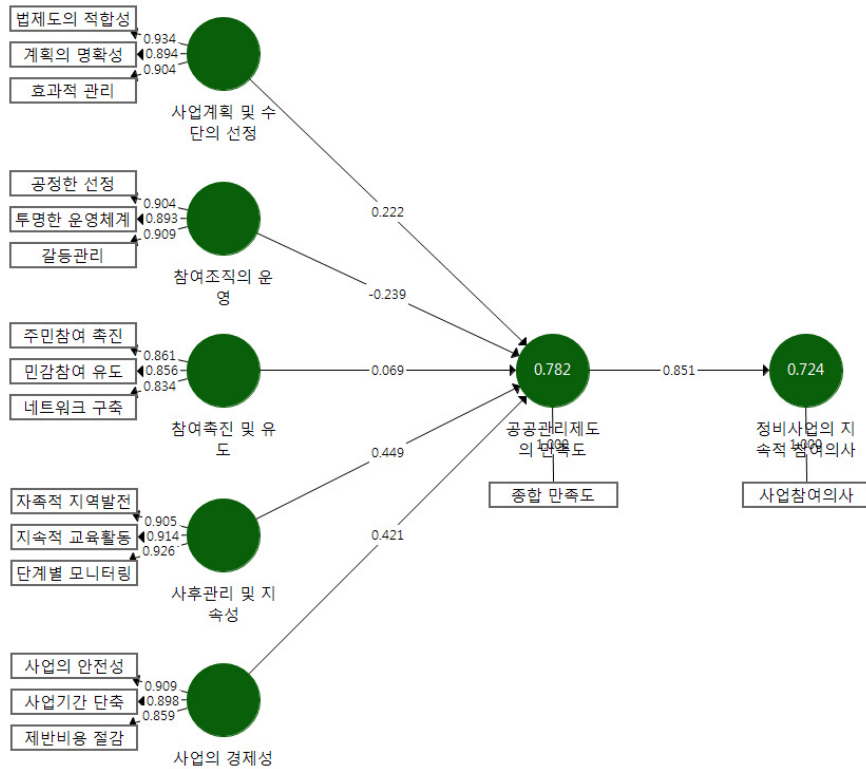 법제도의 적합성
0.934
계획의 명확성
0.894
효과적 관리
0.904
사업계획 및 수
단의 선정
0.222
공정한 선정
0.904
투명한 운영체계
0.893
갈등관리
0.909
참여조직의 운
영
-0.239
주민참여 촉진
0.861
민감참여 유도
0.856
네트워크 구축
0.834
참여촉진 및 유
도
0.069
0.782
0.851
0.724
공공관리제도
의 만족도
1.000
종합 만족도
정비사업의 지
속적 참여의사
1.000
사업참여의사
자족적 지역발전
0.905
지속적 교육활동
0.914
단계별 모니터링
0.926
사후관리 및 지
속성
0.449
0.421
사업의 안전성
0.909
사업기간 단축
0.898
제반비용 절감
0.859
사업의 경제성